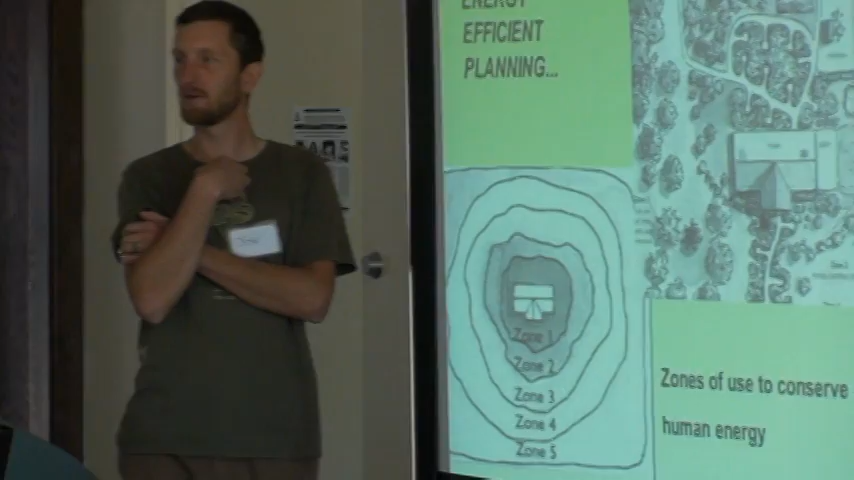 ENERGY
EFFICIENT
PLANNING...
Zone 1
Zone 2
Zone 3
Zone 4
Zone 5
Zones of use to conserve
human energy